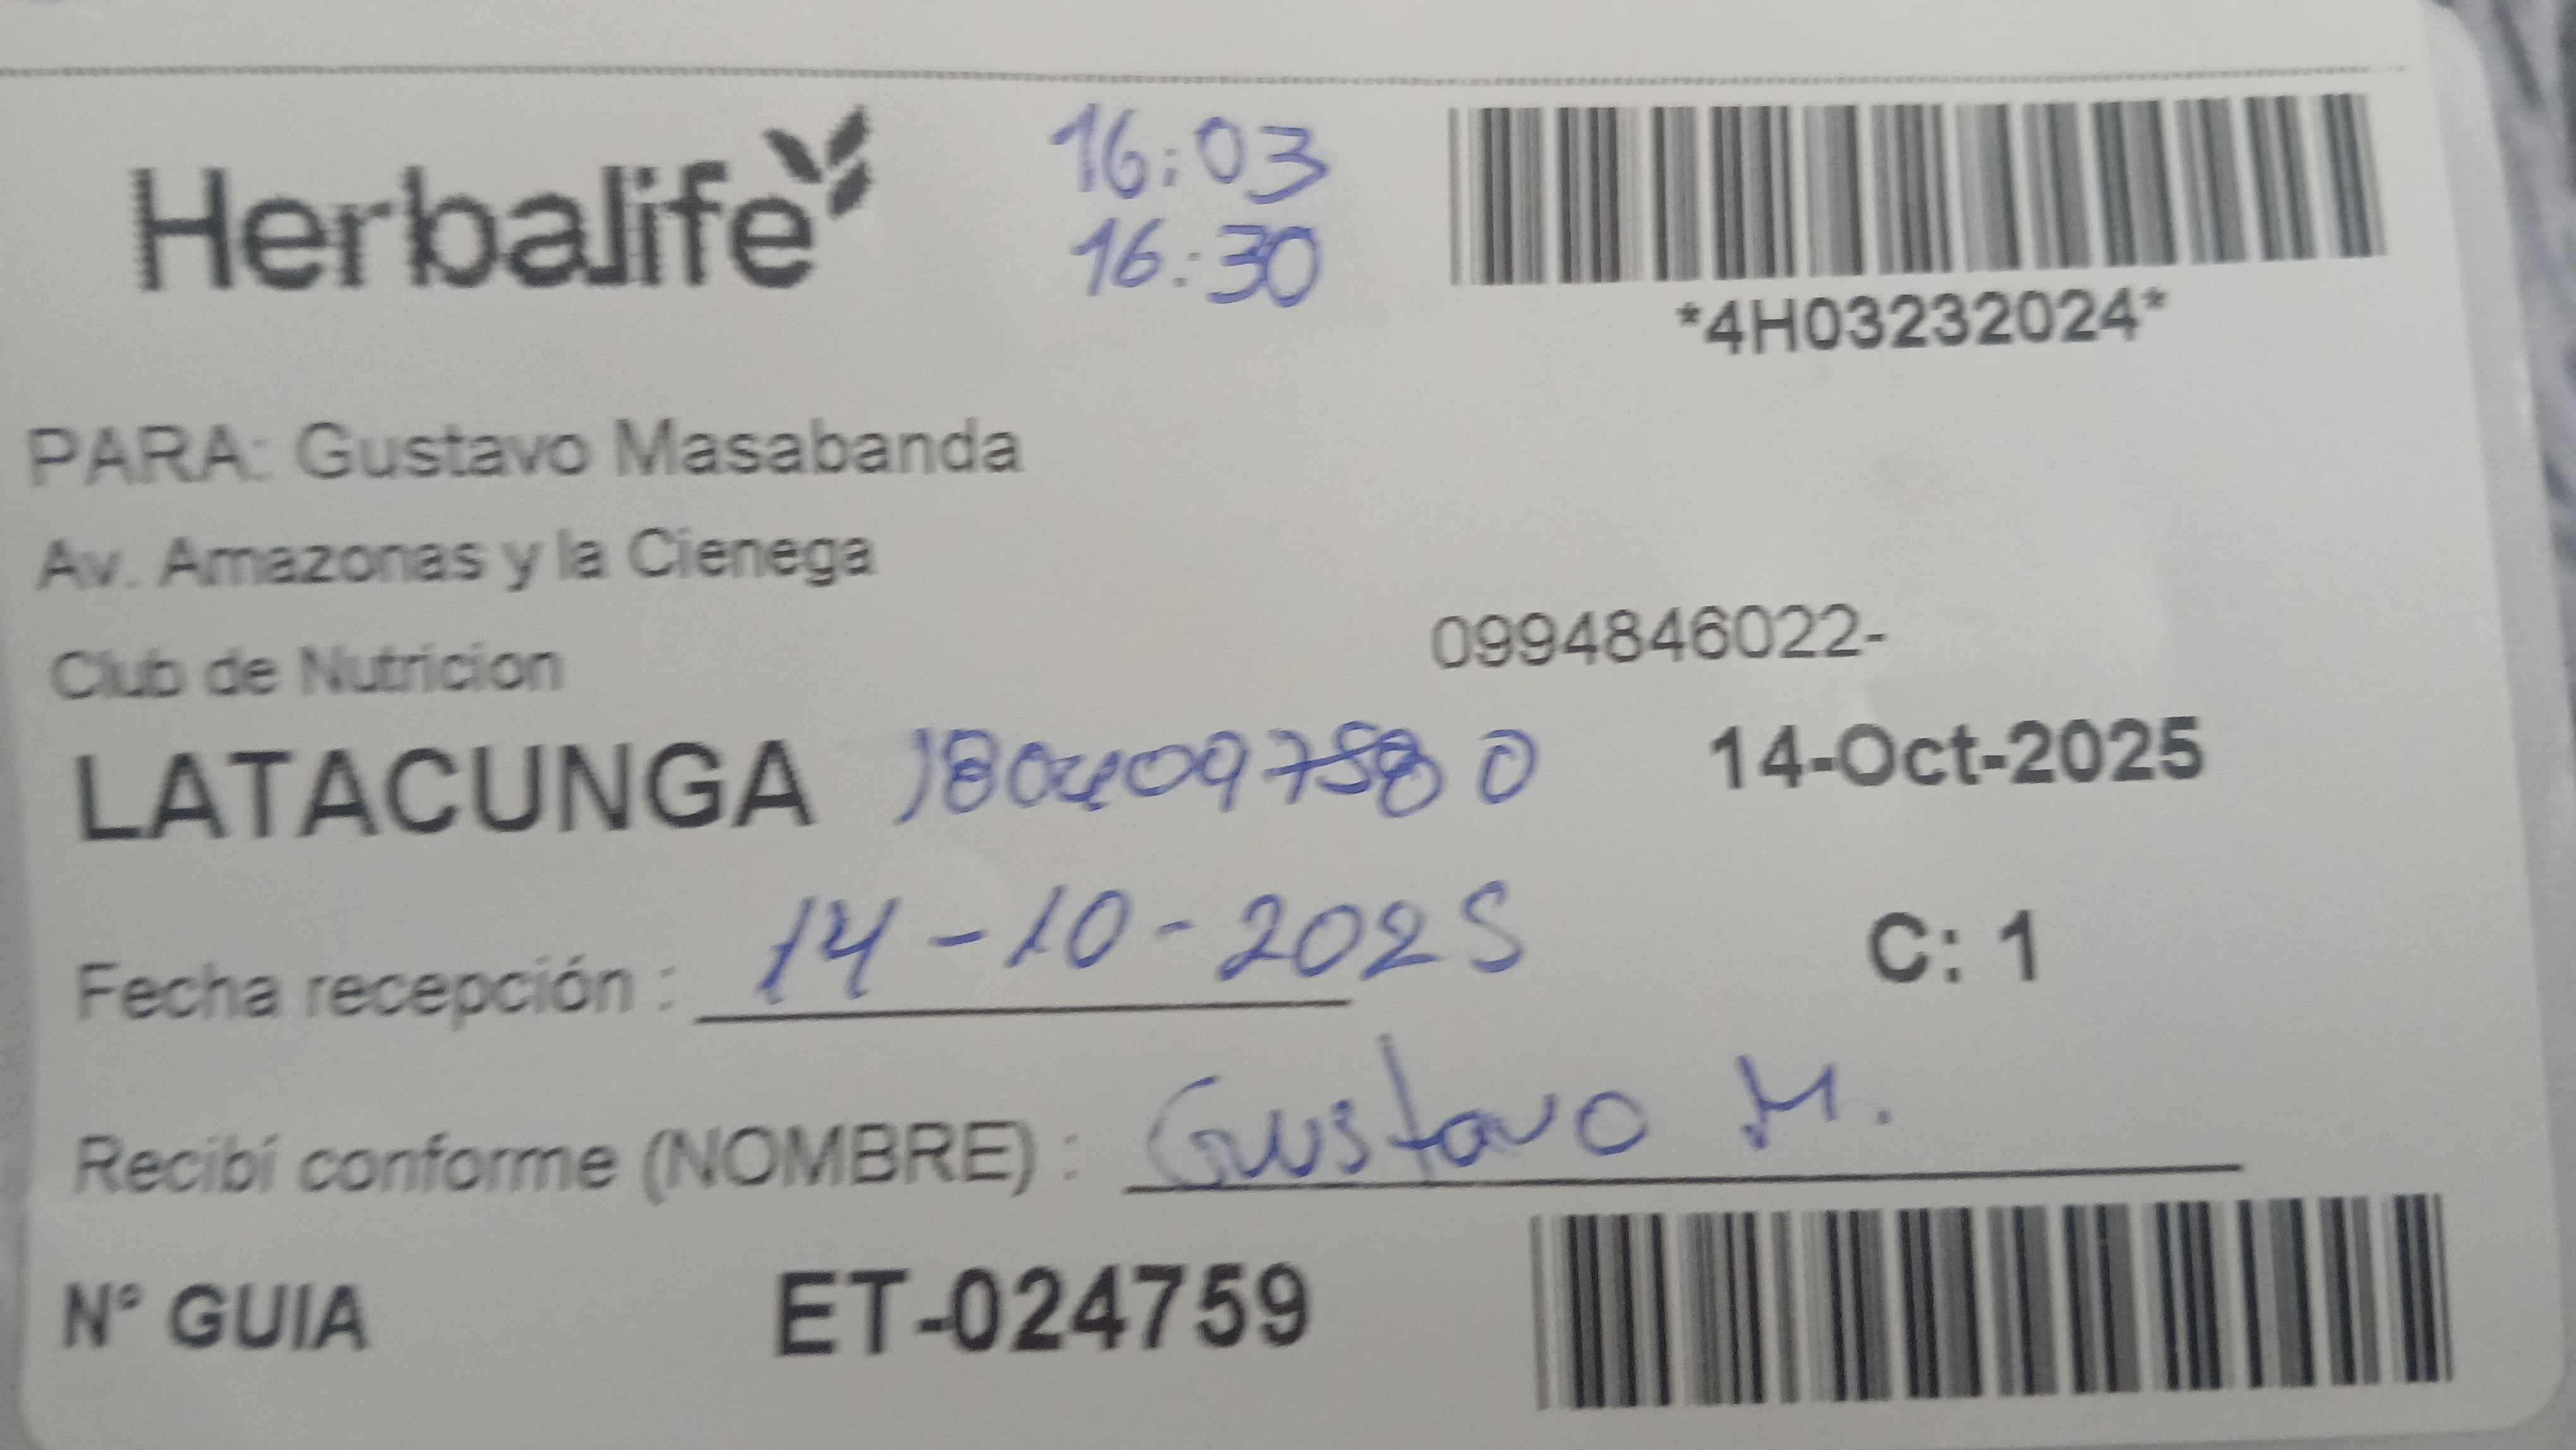 Herbalife
16:03
16:30
*4H03232024*
PARA: Gustavo Masabanda
Av. Amazonas y la Cienega
Club de Nutricion
0994846022-
LATACUNGA
14-Oct-2025
Fecha recepción : 14-10-2025
C: 1
Recibí conforme (NOMBRE) : Gustavo M.
N° GUIA ET-024759